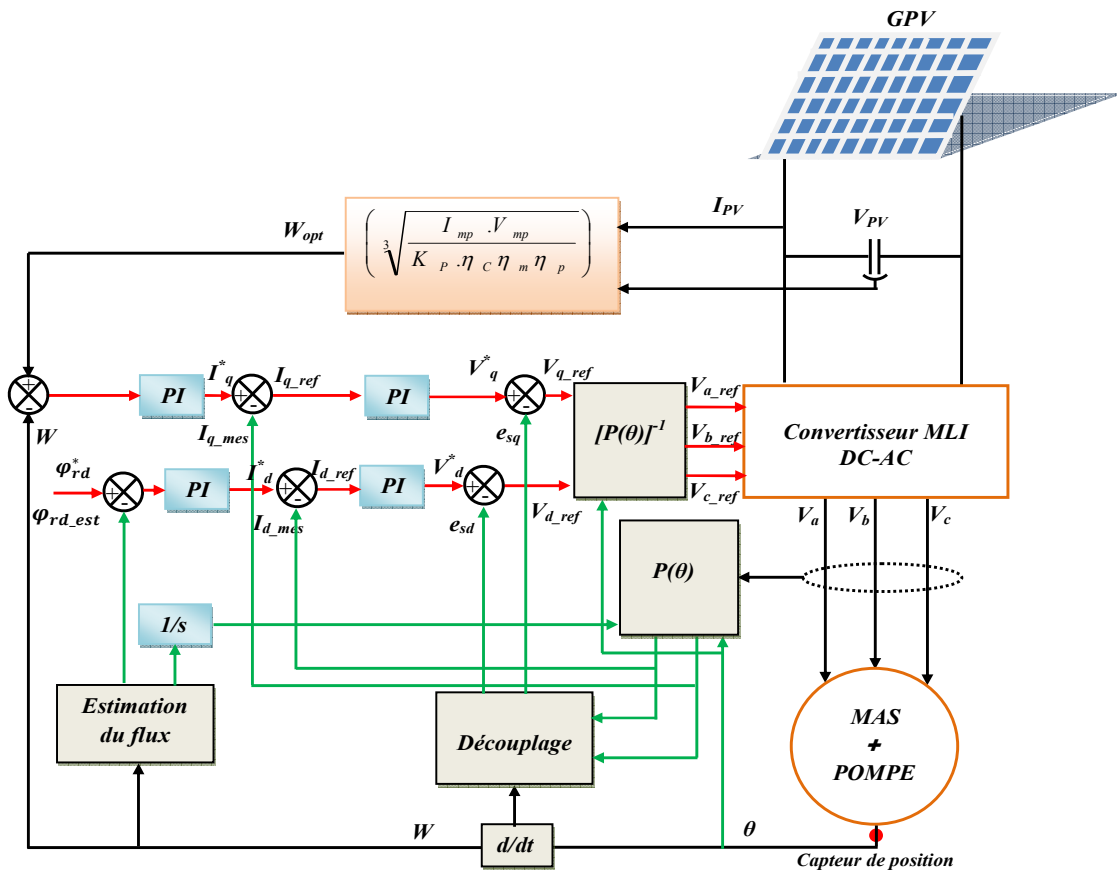 GPV
I_PV
V_PV
W_opt
(∛(I_mp .V_mp / K_P .η_C η_m η_p))
+
-
W
PI
I*_q
+
-
I_q_ref
I_q_mes
PI
V*_q
+
-
V_q_ref
e_sq
[P(θ)]^-1
V_a_ref
V_b_ref
V_c_ref
Convertisseur MLI
DC-AC
φ*_rd
φ_rd_est
+
-
PI
I*_d
+
-
I_d_ref
I_d_mes
PI
V*_d
+
-
V_d_ref
e_sd
V_a
V_b
V_c
P(θ)
1/s
Estimation
du flux
Découplage
MAS
+
POMPE
W
d/dt
θ
Capteur de position